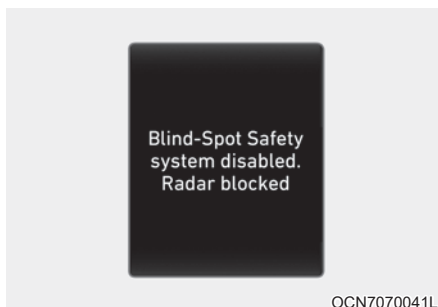 Blind-Spot Safety
system disabled.
Radar blocked
OCN7070041L